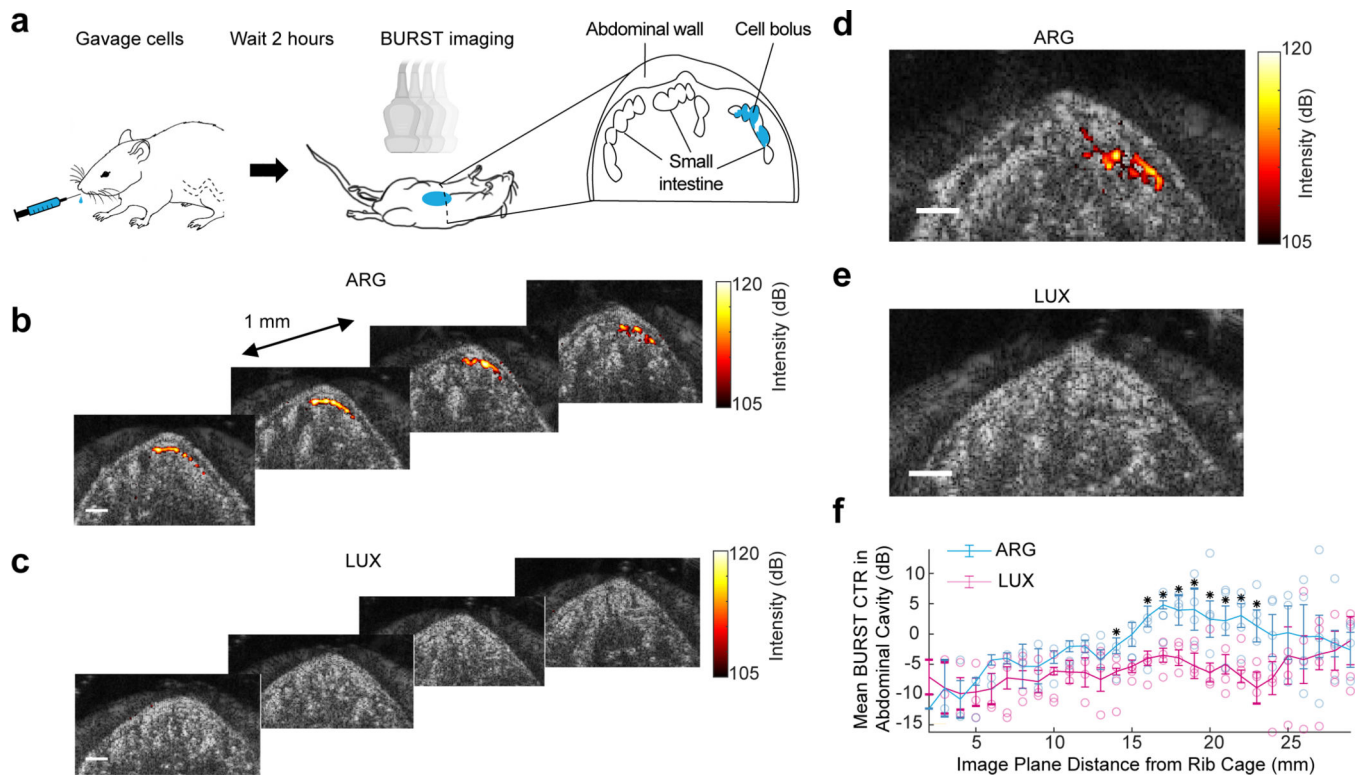 a
Gavage cells
Wait 2 hours
BURST imaging
Abdominal wall
Cell bolus
Small
intestine
b
ARG
1 mm
120
105
Intensity (dB)
c
LUX
120
105
Intensity (dB)
d
ARG
120
105
Intensity (dB)
e
LUX
f
ARG
LUX
Mean BURST CTR in
Abdominal Cavity (dB)
10
5
0
-5
-10
-15
5
10
15
20
25
Image Plane Distance from Rib Cage (mm)